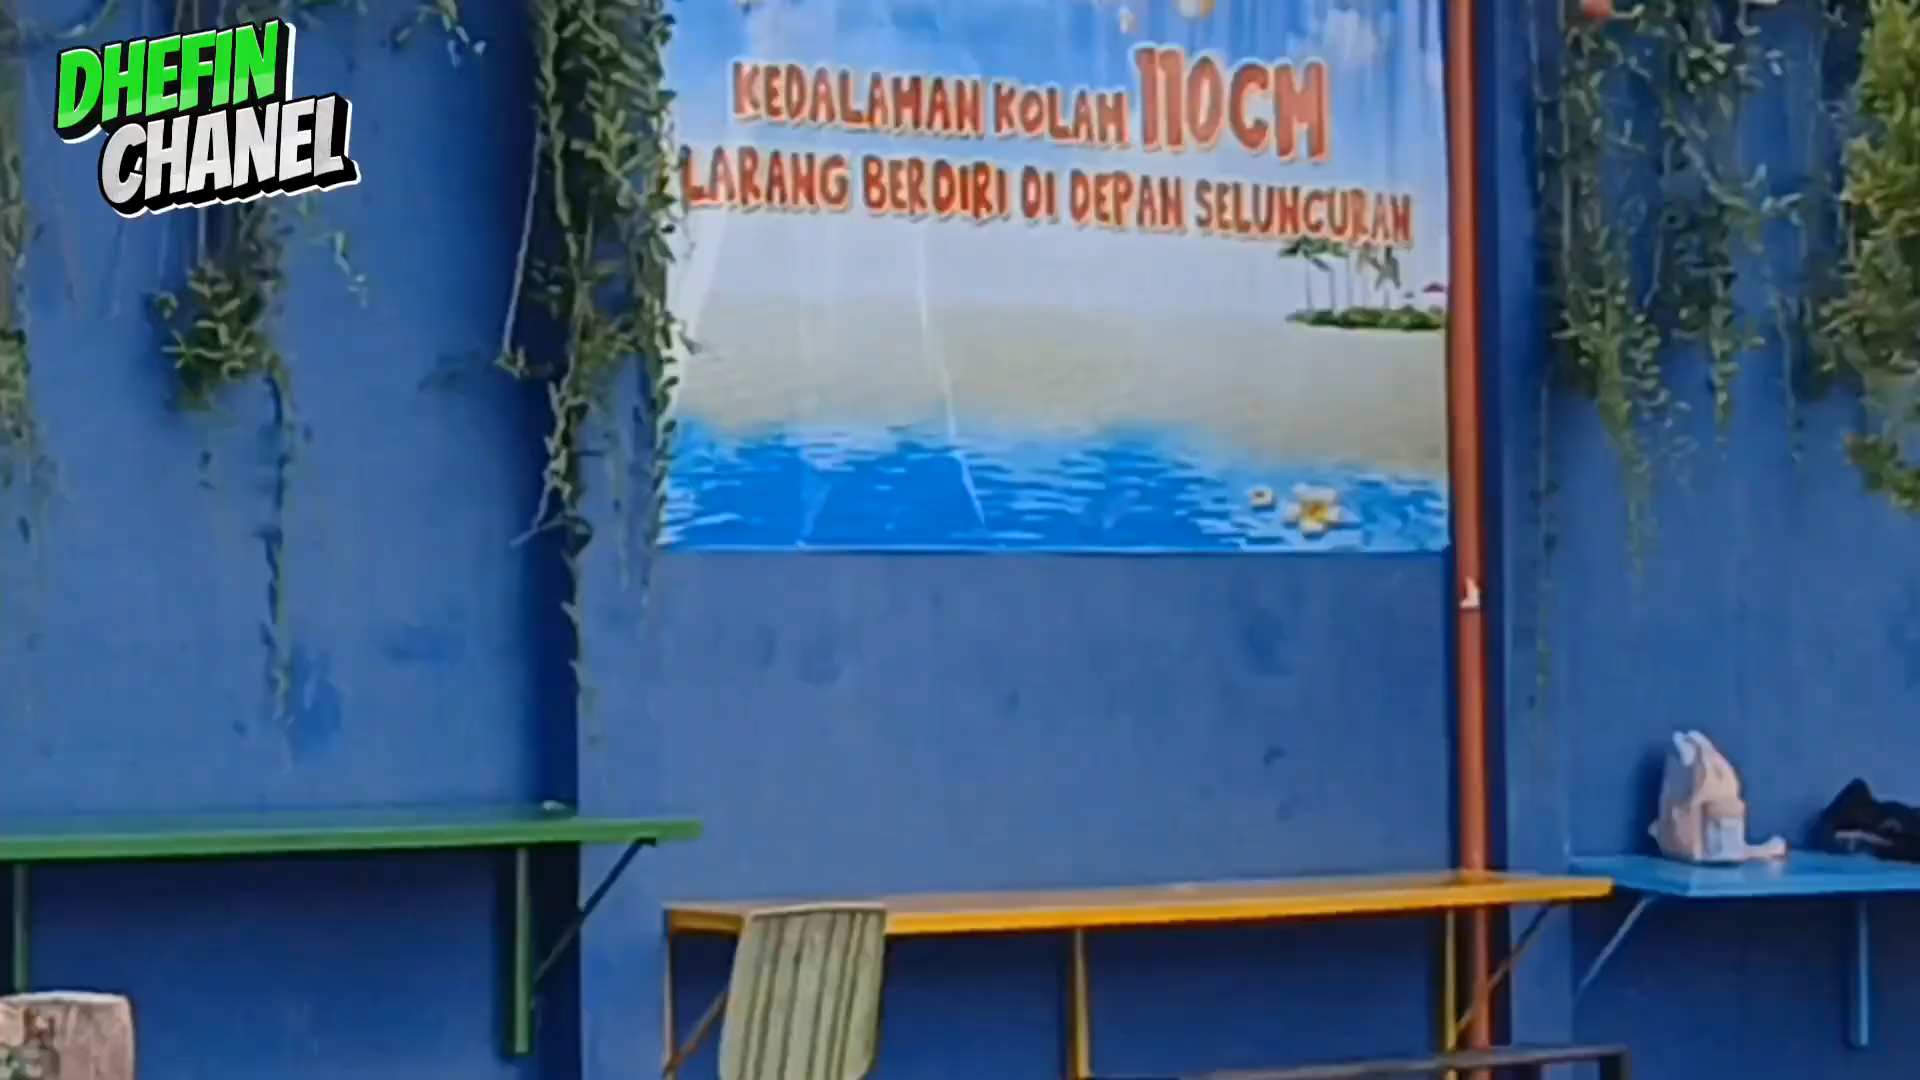 DHEFIN
CHANEL
KEDALAMAN KOLAM 110CM
LARANG BERDIRI DI DEPAN SELUNCURAN